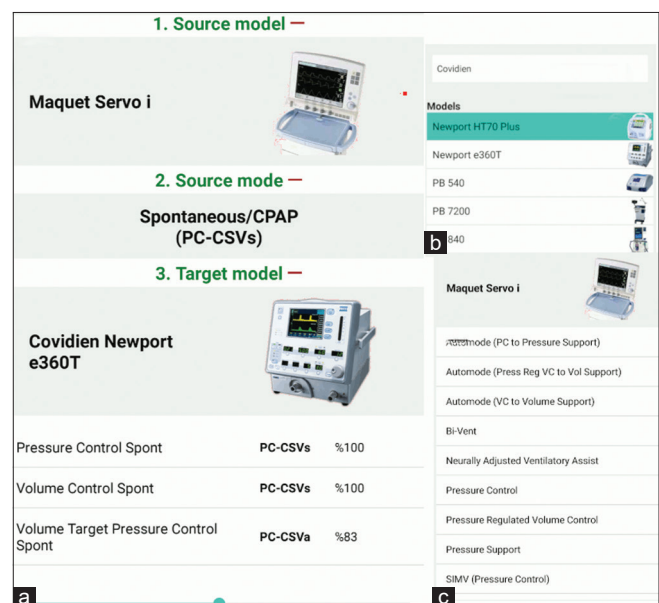 1. Source model —
Maquet Servo i
2. Source mode —
Spontaneous/CPAP
(PC-CSVs)
3. Target model —
Covidien Newport
e360T
Pressure Control Spont PC-CSVs %100
Volume Control Spont PC-CSVs %100
Volume Target Pressure Control
Spont PC-CSVa %83
a
Covidien
Models
Newport HT70 Plus
Newport e360T
PB 540
PB 7200
840
b
Maquet Servo i
Automode (PC to Pressure Support)
Automode (Press Reg VC to Vol Support)
Automode (VC to Volume Support)
Bi-Vent
Neurally Adjusted Ventilatory Assist
Pressure Control
Pressure Regulated Volume Control
Pressure Support
SIMV (Pressure Control)
c